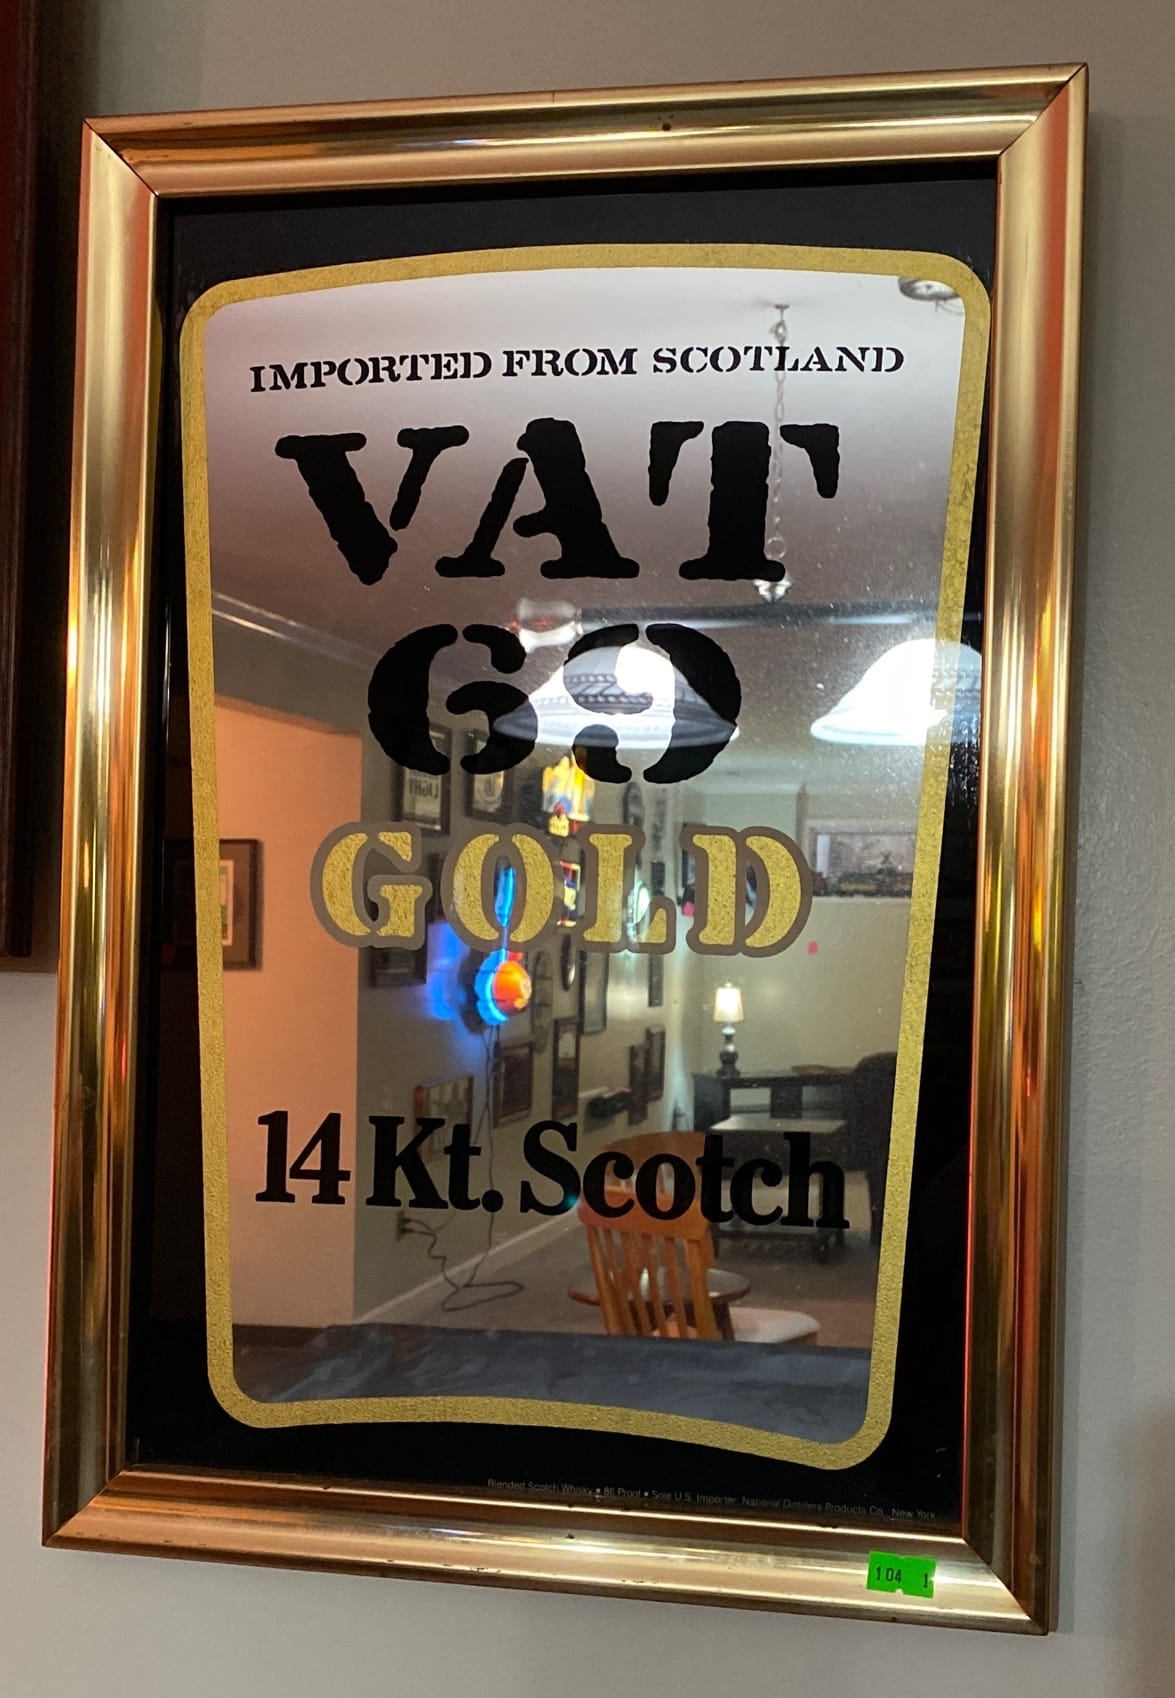 IMPORTED FROM SCOTLAND
VAT
69
GOLD
14 Kt. Scotch
Blended Scotch Whisky ■ 86 Proof ■ Sole U.S. Importer: National Distillers Products Co., New York
104 1
LIGHT